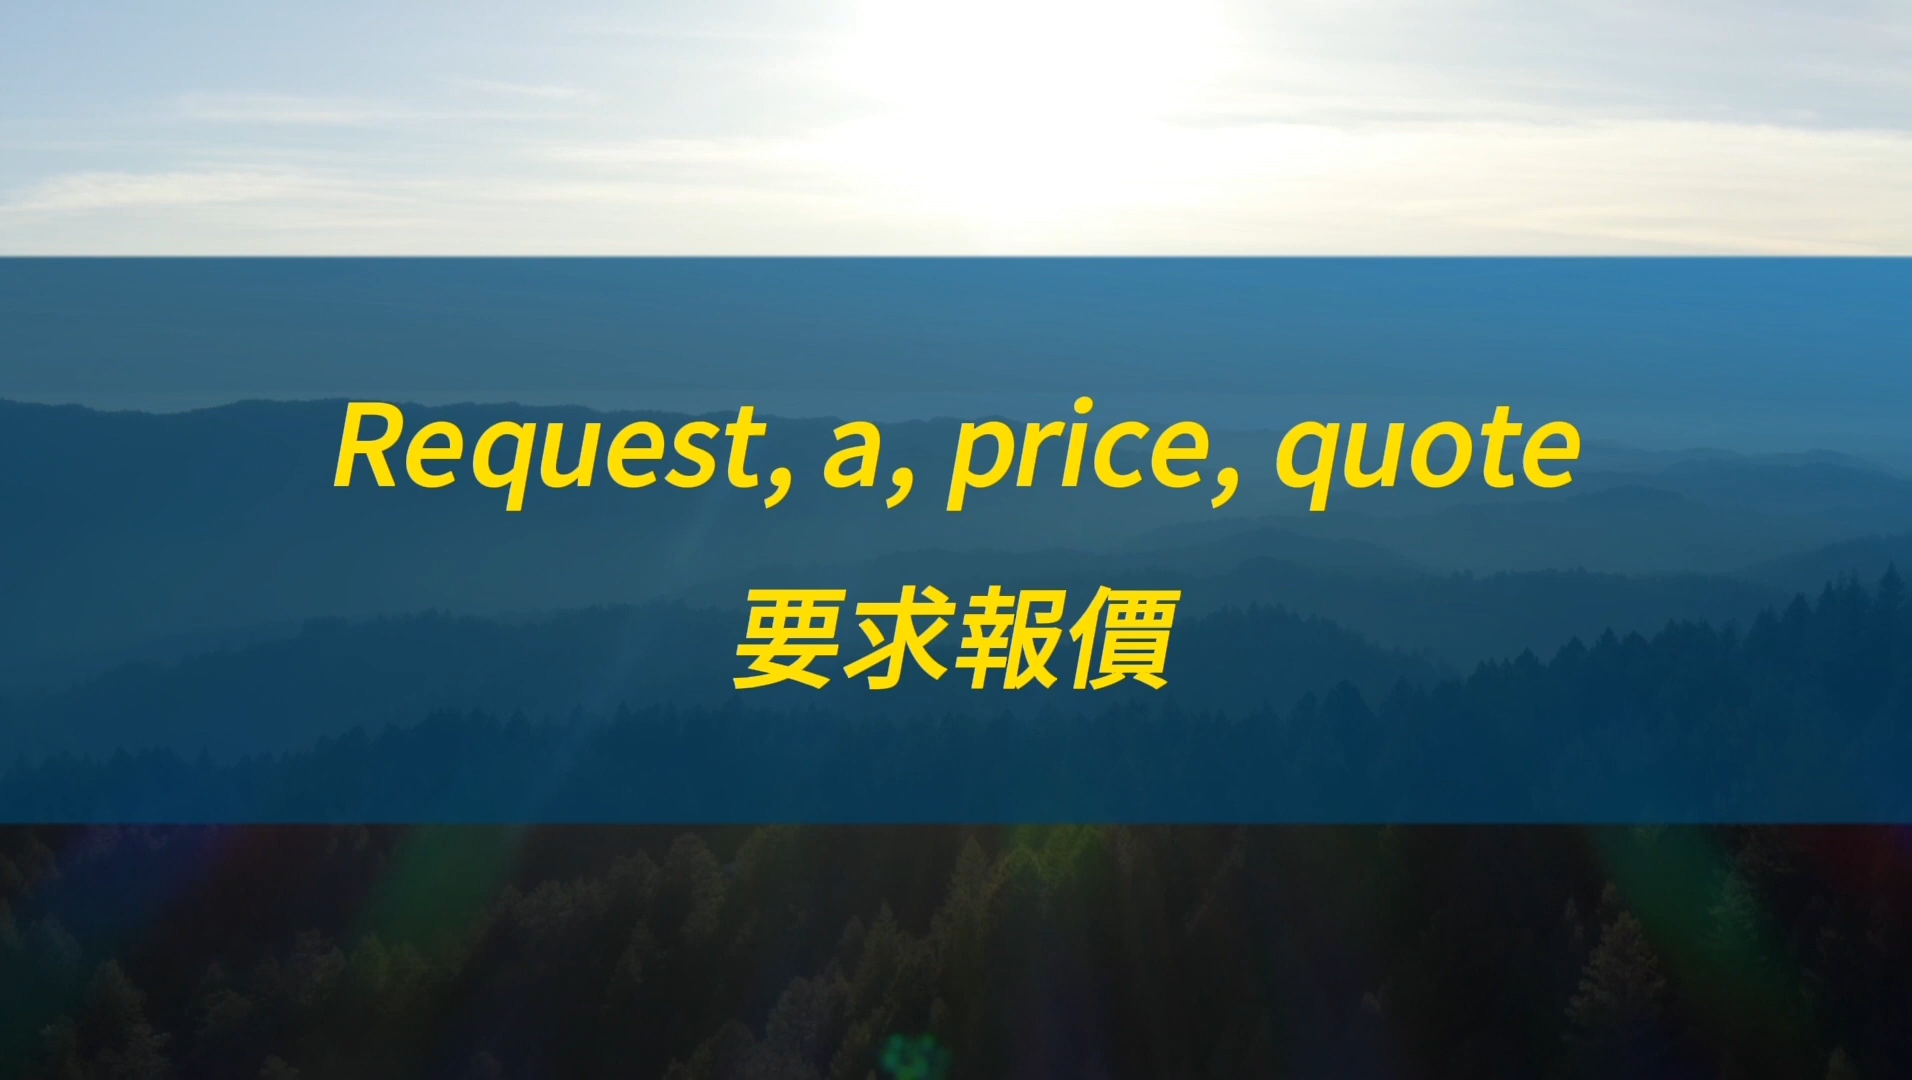 Request, a, price, quote
要求報價